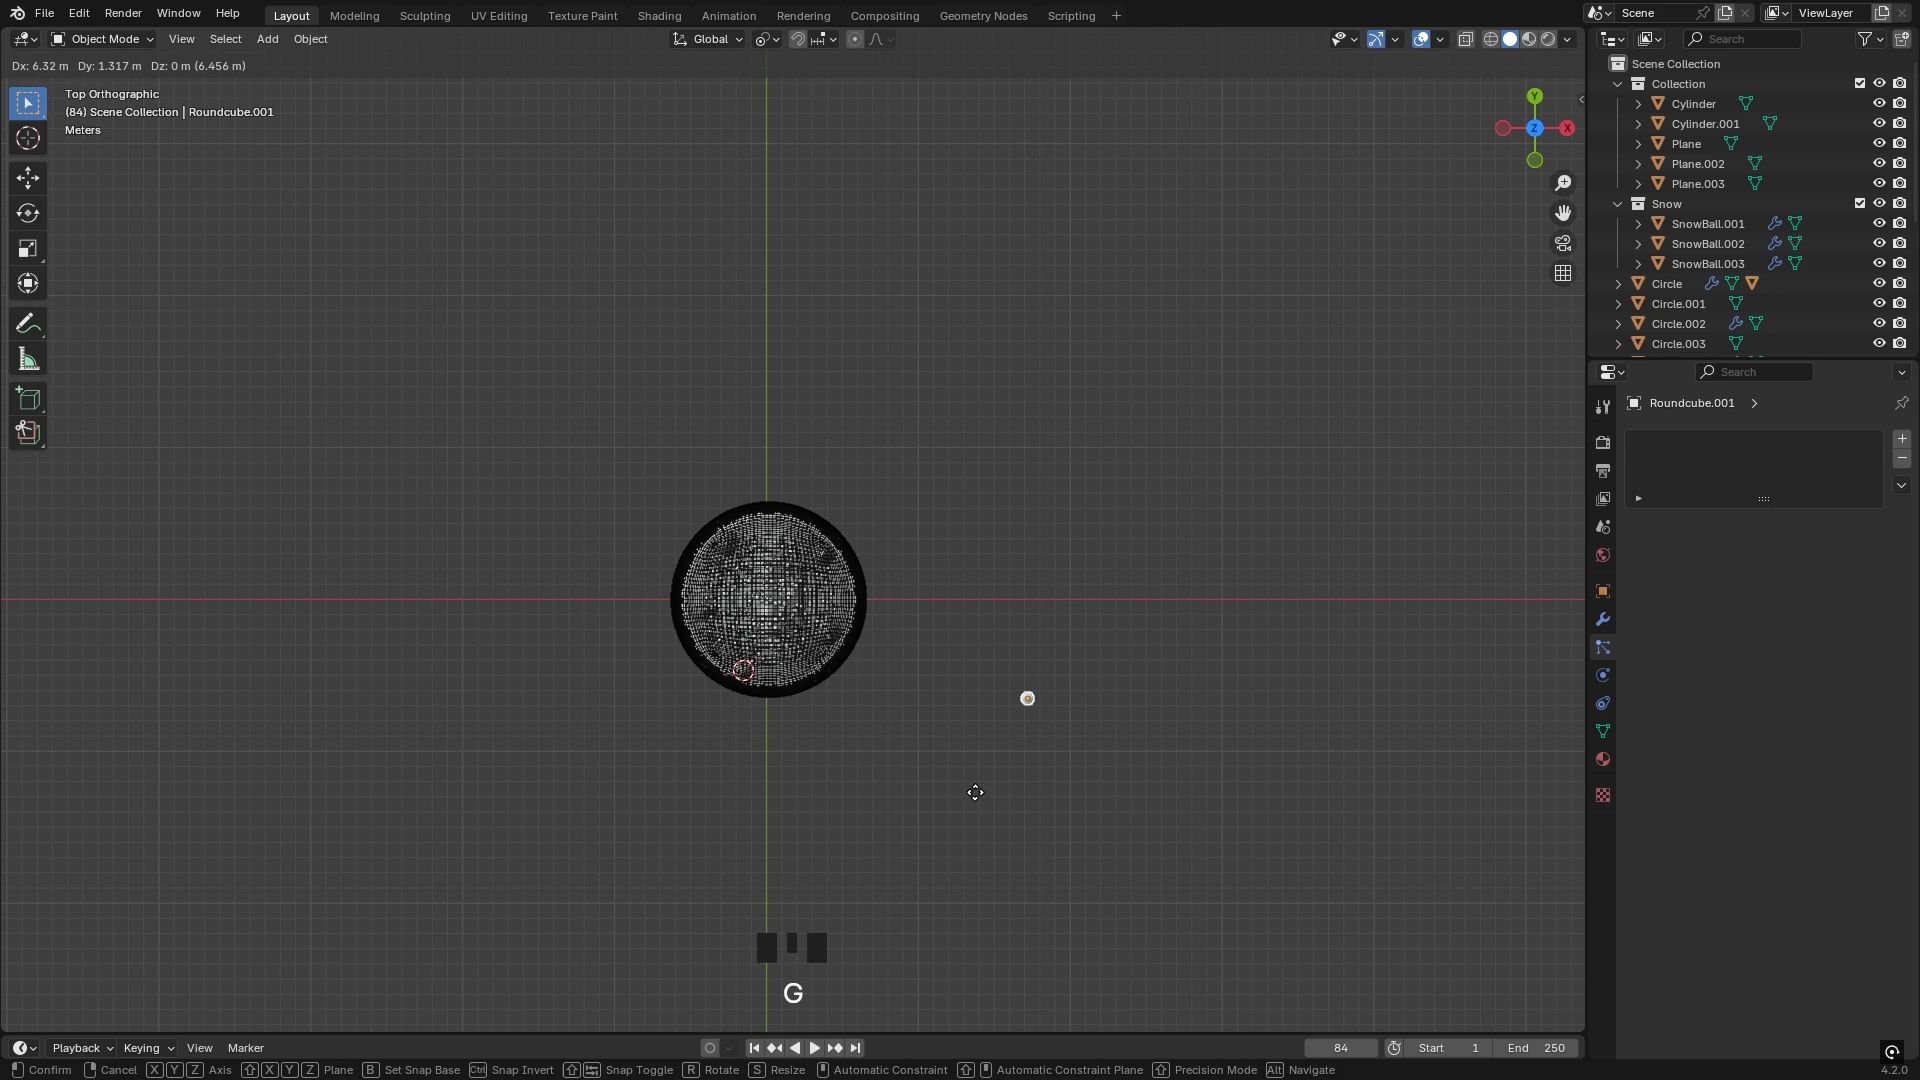 File Edit Render Window Help Layout Modeling Sculpting UV Editing Texture Paint Shading Animation Rendering Compositing Geometry Nodes Scripting + Scene ViewLayer
Object Mode View Select Add Object Global Search
Dx: 6.32 m Dy: 1.317 m Dz: 0 m (6.456 m)
Top Orthographic
(84) Scene Collection | Roundcube.001
Meters
Y
X
Z
Scene Collection
Collection
Cylinder
Cylinder.001
Plane
Plane.002
Plane.003
Snow
SnowBall.001
SnowBall.002
SnowBall.003
Circle
Circle.001
Circle.002
Circle.003
Search
Roundcube.001
G
Playback Keying View Marker 84 Start 1 End 250
Confirm Cancel X Y Z Axis X Y Z Plane B Set Snap Base Ctrl Snap Invert Snap Toggle R Rotate S Resize Automatic Constraint Automatic Constraint Plane Precision Mode Alt Navigate 4.2.0